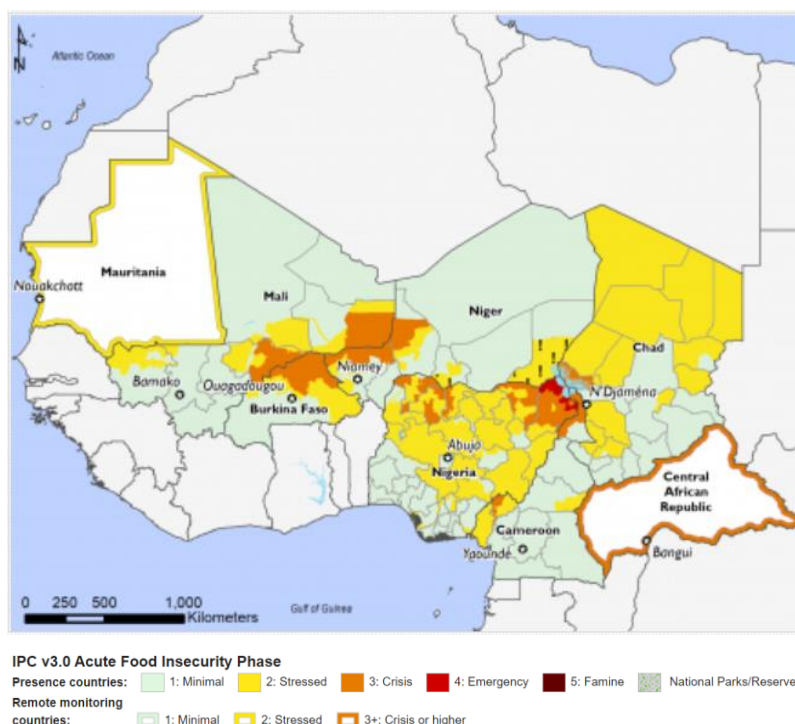 N
Atlantic Ocean
Mauritania
Nouakchott
Mali
Niger
Chad
Bamako
Ouagadougou
Niamey
Burkina Faso
N'Djaména
Abuja
Nigeria
Central
African
Republic
Cameroon
Yaoundé
Bangui
! ! ! ! ! !
0 250 500 1,000
Kilometers
Gulf of Guinea
IPC v3.0 Acute Food Insecurity Phase
Presence countries: 1: Minimal 2: Stressed 3: Crisis 4: Emergency 5: Famine National Parks/Reserve
Remote monitoring
countries: 1: Minimal 2: Stressed 3+: Crisis or higher